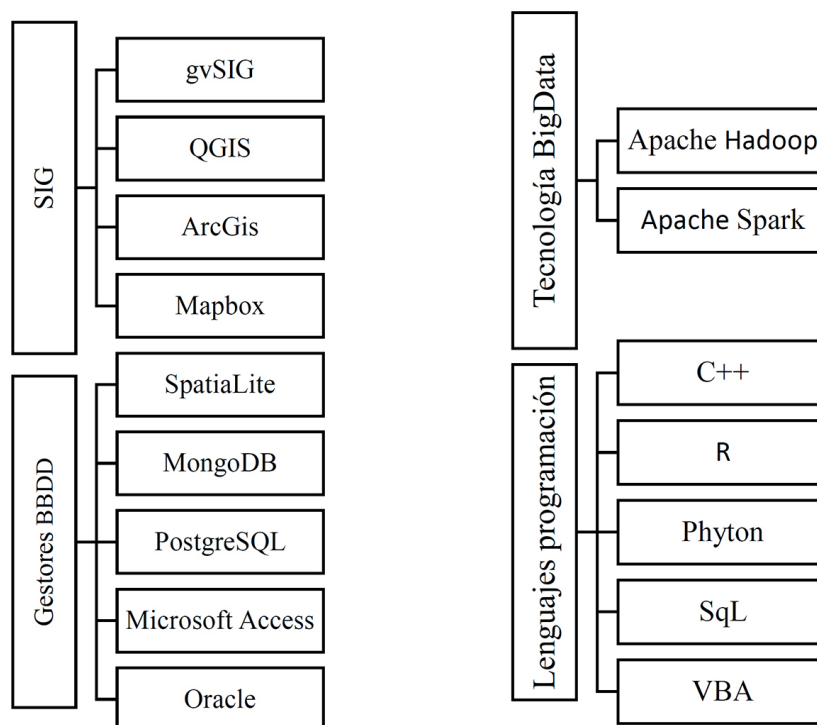 SIG
gvSIG
QGIS
ArcGis
Mapbox
Gestores BBDD
SpatiaLite
MongoDB
PostgreSQL
Microsoft Access
Oracle
Tecnología BigData
Apache Hadoop
Apache Spark
Lenguajes programación
C++
R
Phyton
SqL
VBA